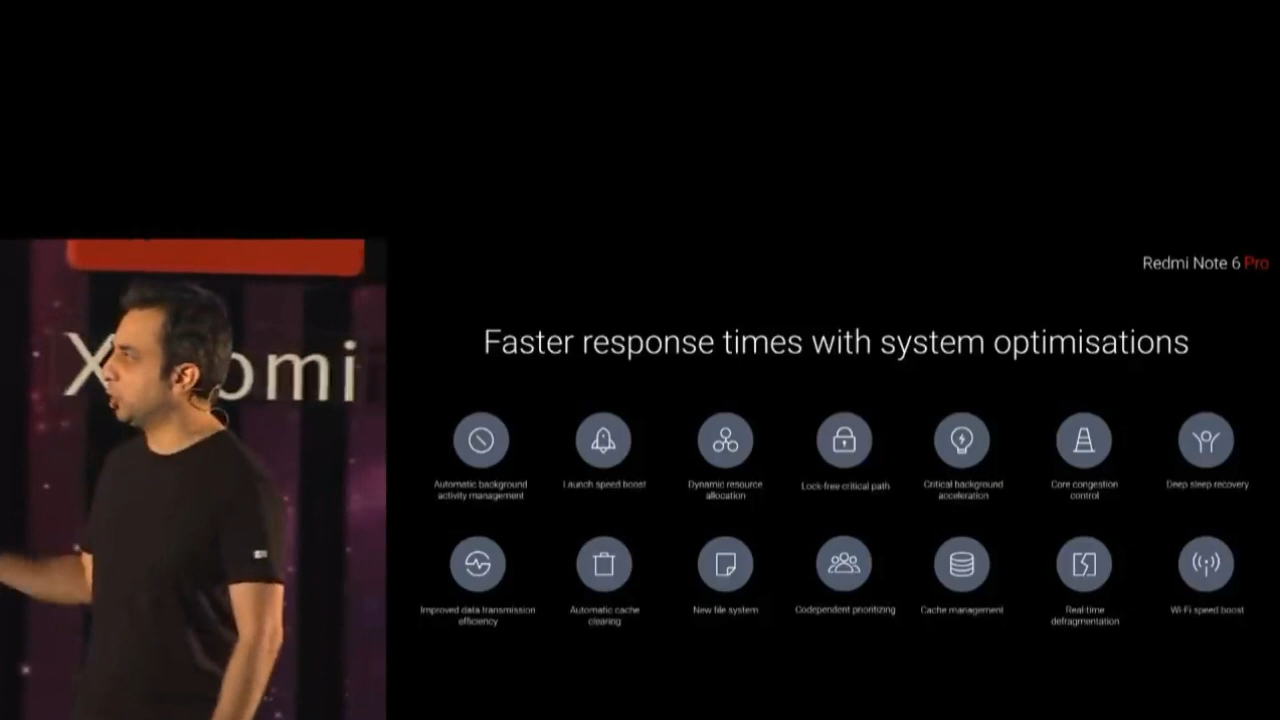 Xiaomi
Redmi Note 6 Pro
Faster response times with system optimisations
Automatic background
activity management
Launch speed boost
Dynamic resource
allocation
Lock-free critical path
Critical background
acceleration
Core congestion
control
Deep sleep recovery
Improved data transmission
efficiency
Automatic cache
clearing
New file system
Codependent prioritizing
Cache management
Real time
defragmentation
Wi-Fi speed boost